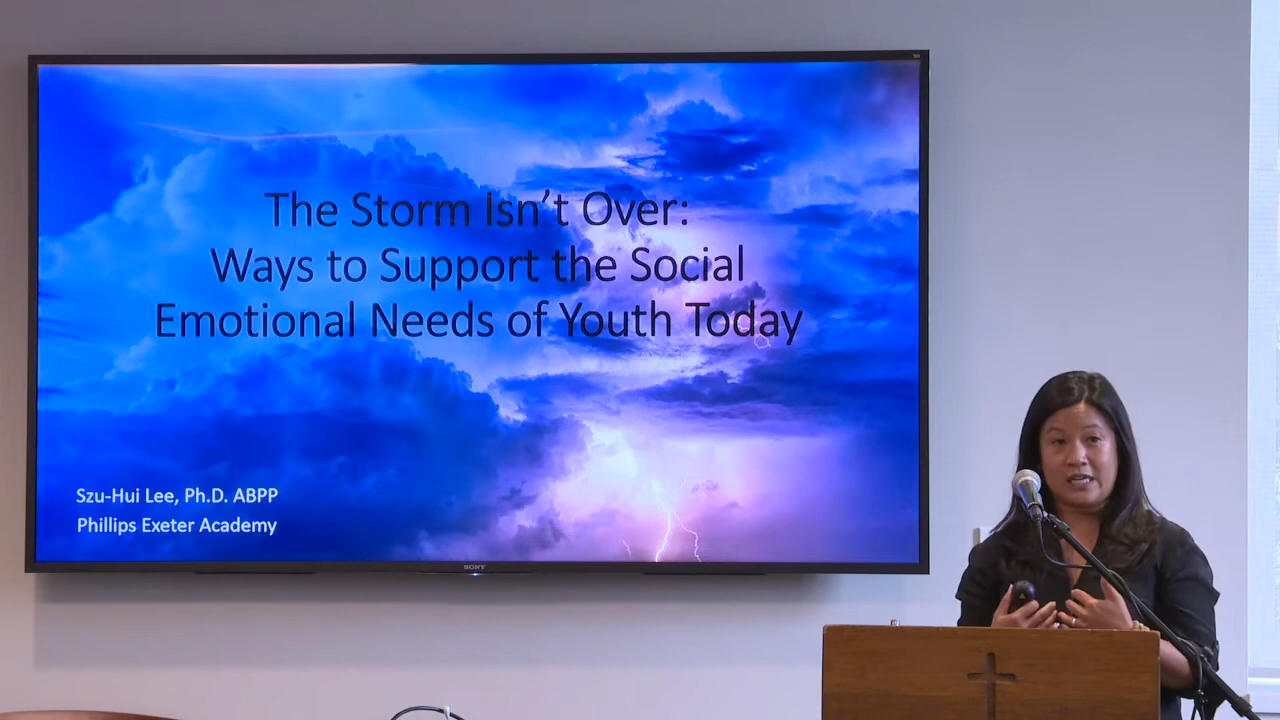 The Storm Isn't Over:
Ways to Support the Social
Emotional Needs of Youth Today
Szu-Hui Lee, Ph.D. ABPP
Phillips Exeter Academy
SONY